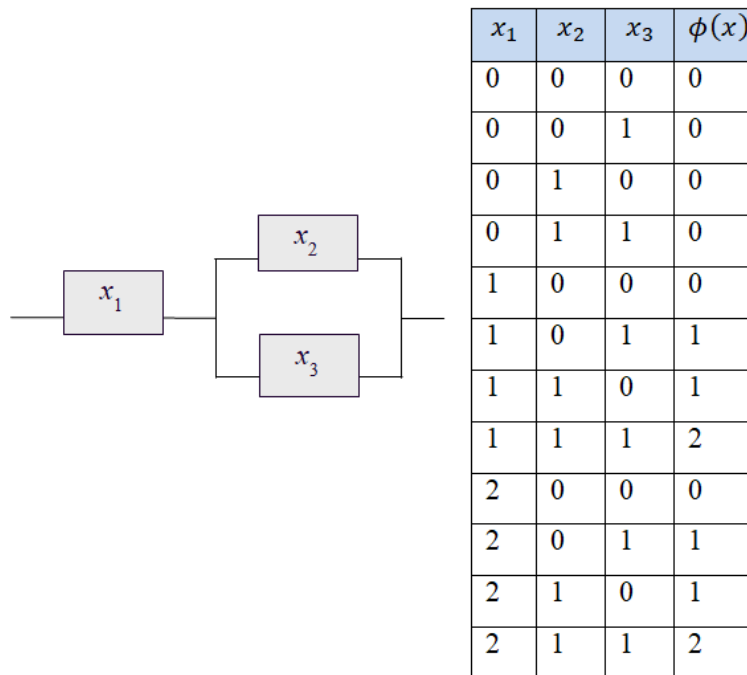 x₂
x₁
x₃
x₁ x₂ x₃ ϕ(x)
0 0 0 0
0 0 1 0
0 1 0 0
0 1 1 0
1 0 0 0
1 0 1 1
1 1 0 1
1 1 1 2
2 0 0 0
2 0 1 1
2 1 0 1
2 1 1 2